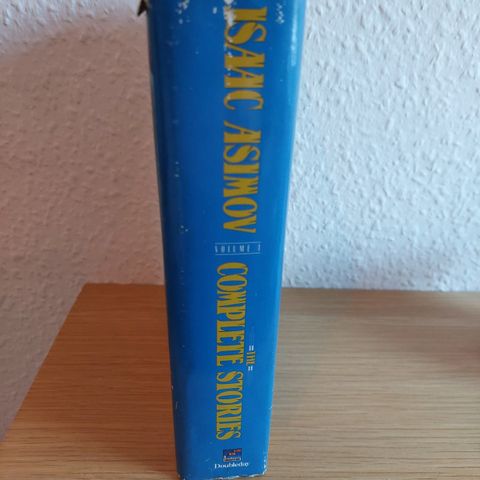 ISAAC ASIMOV
VOLUME 1
=THE=
COMPLETE STORIES
Doubleday